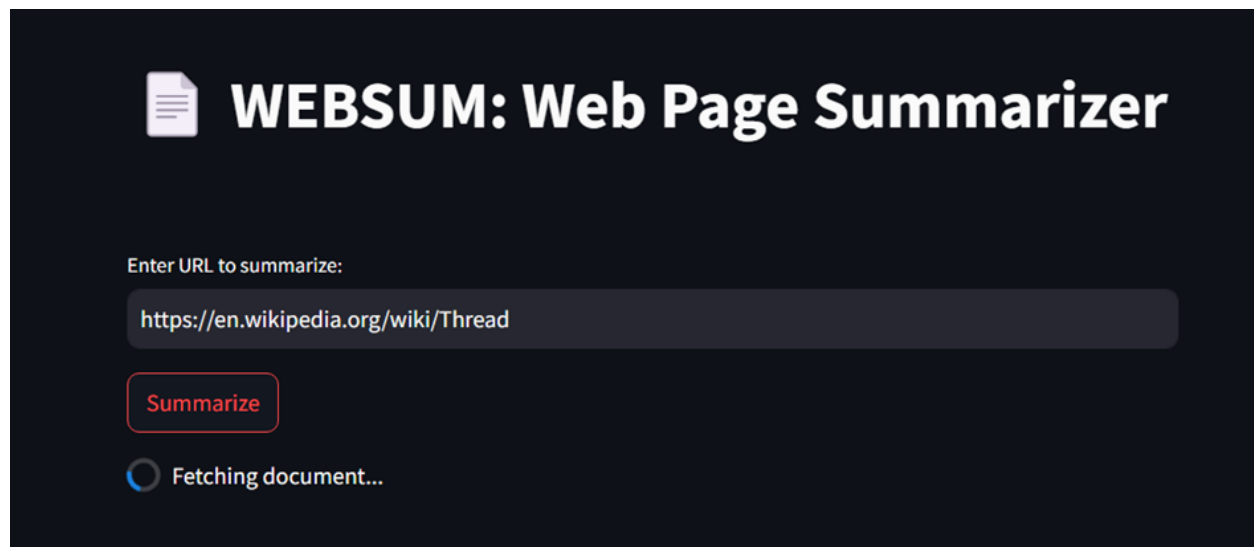 WEBSUM: Web Page Summarizer
Enter URL to summarize:
https://en.wikipedia.org/wiki/Thread
Summarize
Fetching document...